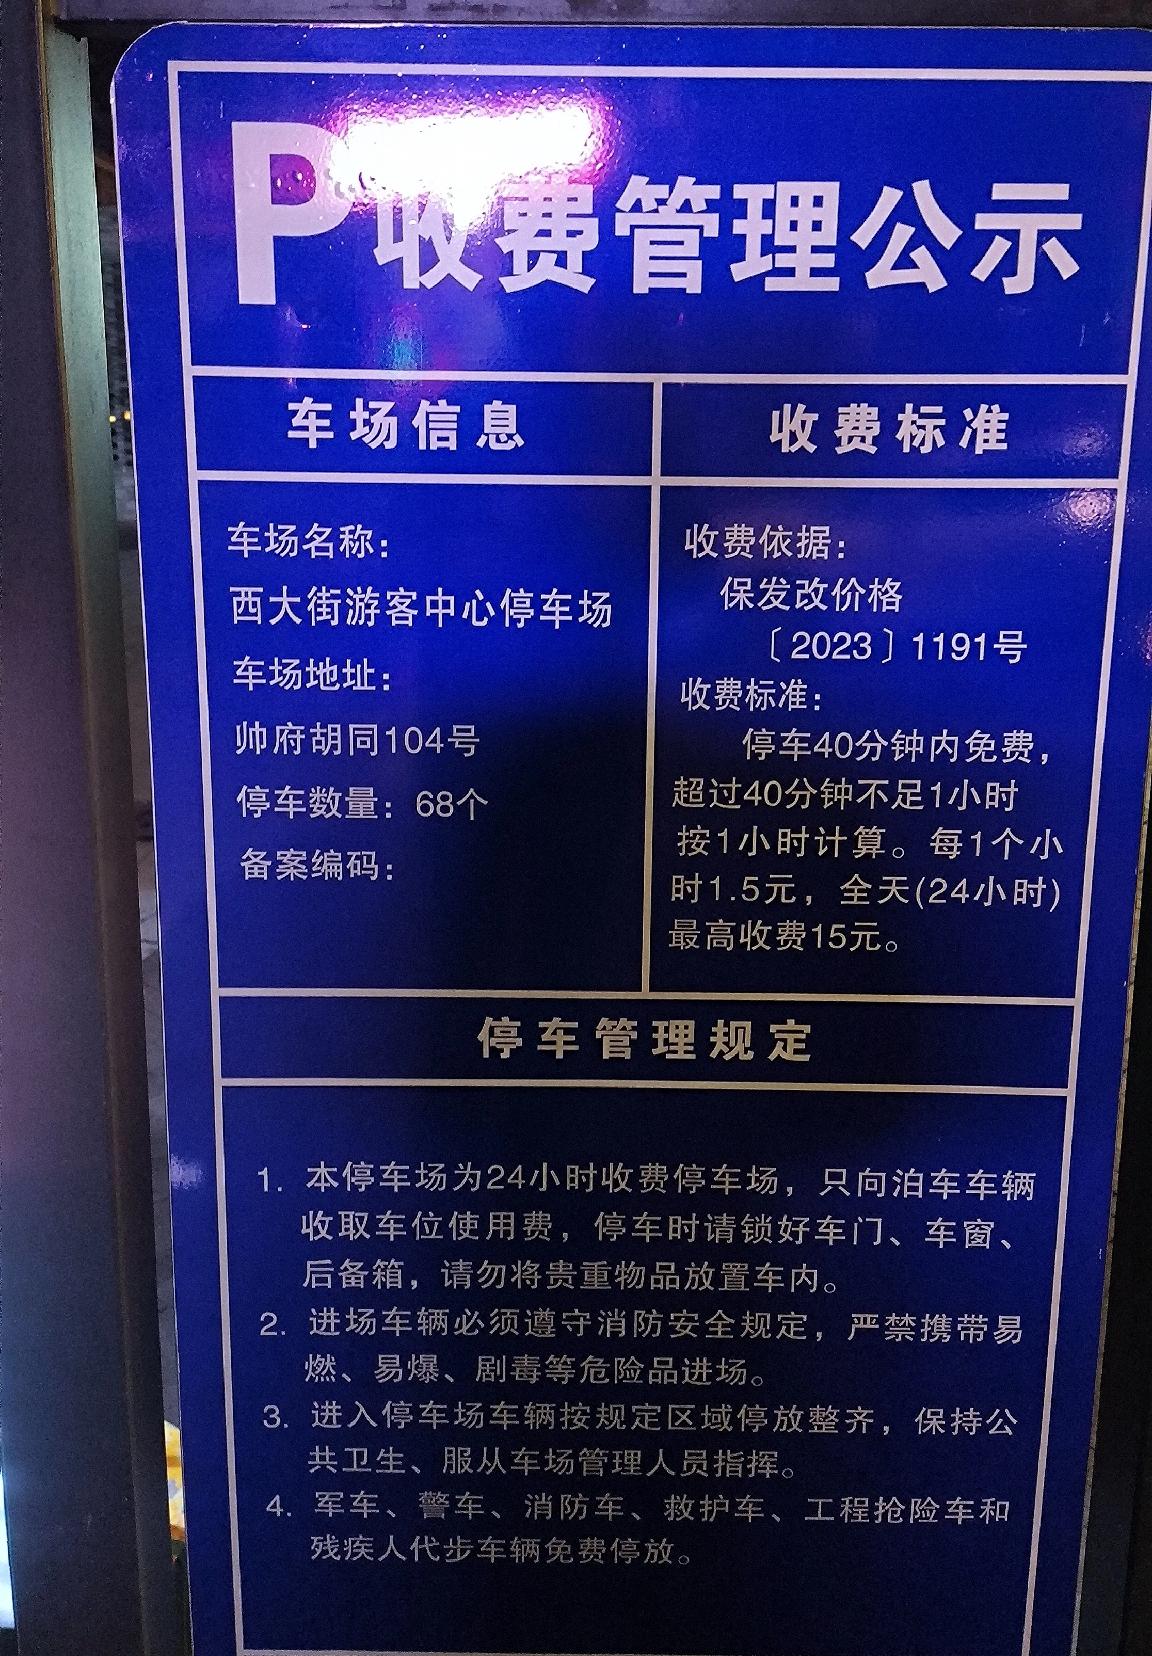 P收费管理公示
车场信息
收费标准
车场名称：
西大街游客中心停车场
车场地址：
帅府胡同104号
停车数量：68个
备案编码：
收费依据：
保发改价格
〔2023〕1191号
收费标准：
停车40分钟内免费，
超过40分钟不足1小时
按1小时计算。每1个小
时1.5元，全天(24小时)
最高收费15元。
停车管理规定
1. 本停车场为24小时收费停车场，只向泊车车辆
收取车位使用费，停车时请锁好车门、车窗、
后备箱，请勿将贵重物品放置车内。
2. 进场车辆必须遵守消防安全规定，严禁携带易
燃、易爆、剧毒等危险品进场。
3. 进入停车场车辆按规定区域停放整齐，保持公
共卫生、服从车场管理人员指挥。
4. 军车、警车、消防车、救护车、工程抢险车和
残疾人代步车辆免费停放。